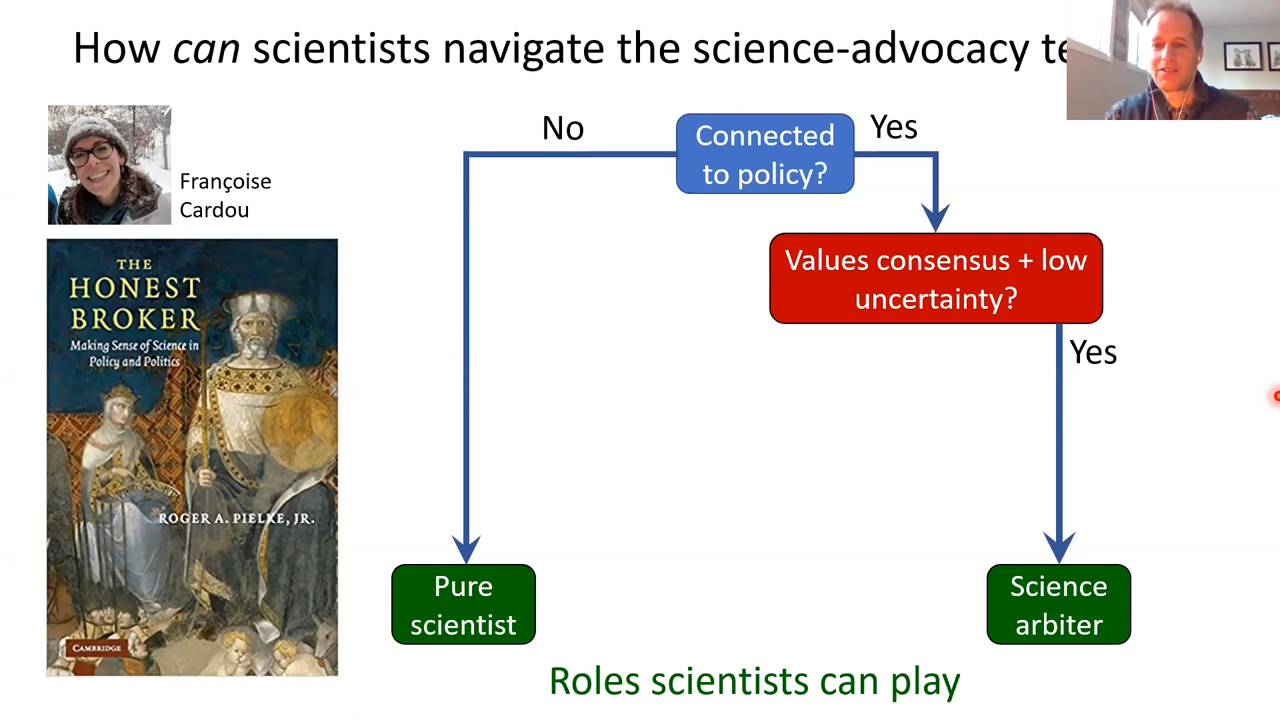 How can scientists navigate the science-advocacy
No
Connected
to policy?
Yes
Françoise
Cardou
Values consensus + low
uncertainty?
Yes
THE
HONEST
BROKER
Making Sense of Science in
Policy and Politics
ROGER A. PIELKE, JR.
CAMBRIDGE
Pure
scientist
Science
arbiter
Roles scientists can play